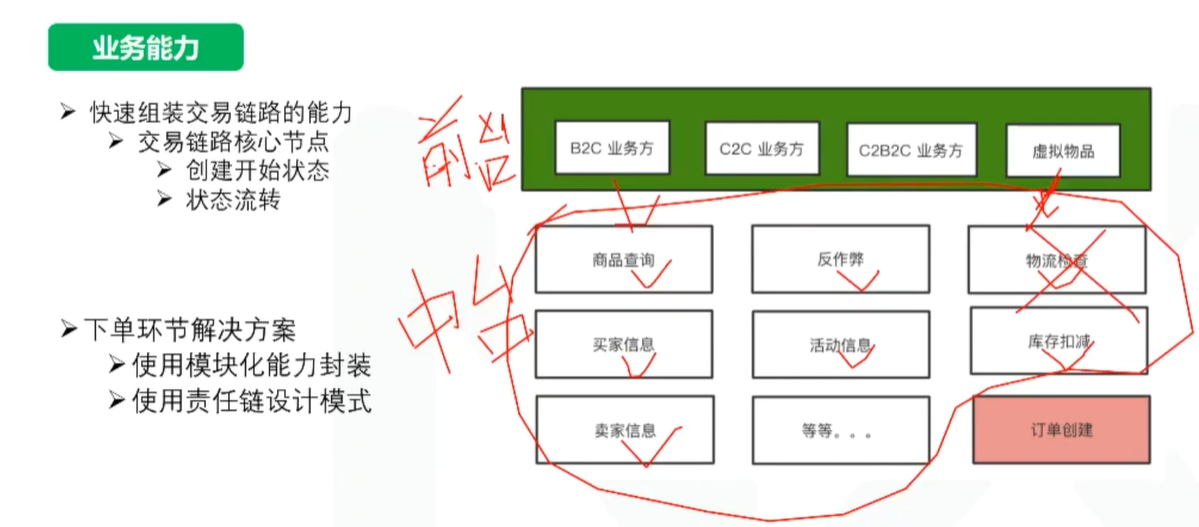 业务能力
快速组装交易链路的能力
交易链路核心节点
创建开始状态
状态流转
下单环节解决方案
使用模块化能力封装
使用责任链设计模式
前台
B2C 业务方
C2C 业务方
C2B2C 业务方
虚拟物品
中台
商品查询
反作弊
物流检查
买家信息
活动信息
库存扣减
卖家信息
等等。。。
订单创建